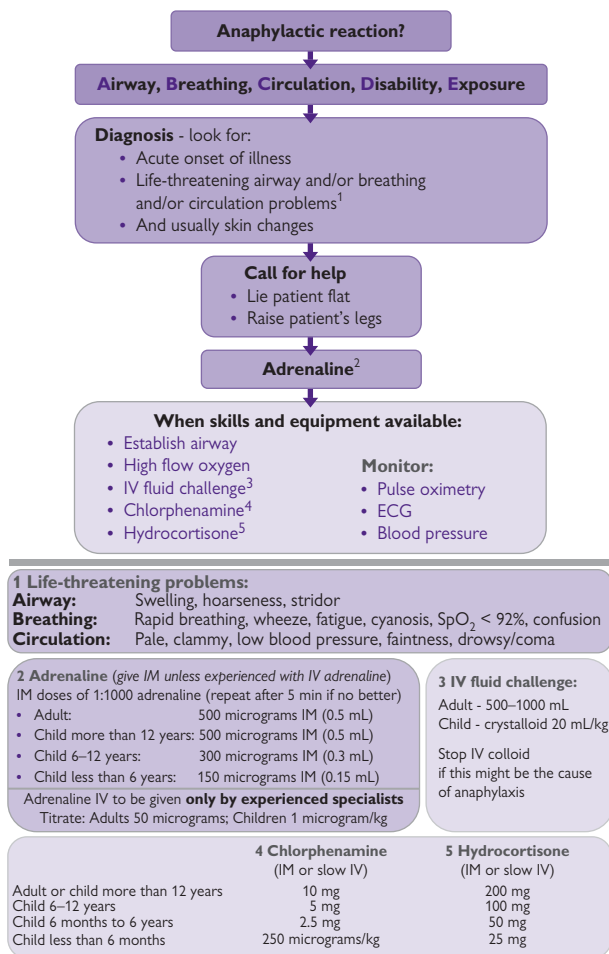 Anaphylactic reaction?
Airway, Breathing, Circulation, Disability, Exposure
Diagnosis - look for:
• Acute onset of illness
• Life-threatening airway and/or breathing
and/or circulation problems1
• And usually skin changes
Call for help
• Lie patient flat
• Raise patient's legs
Adrenaline2
When skills and equipment available:
• Establish airway
• High flow oxygen
• IV fluid challenge3
• Chlorphenamine4
• Hydrocortisone5
Monitor:
• Pulse oximetry
• ECG
• Blood pressure
1 Life-threatening problems:
Airway: Swelling, hoarseness, stridor
Breathing: Rapid breathing, wheeze, fatigue, cyanosis, SpO2 < 92%, confusion
Circulation: Pale, clammy, low blood pressure, faintness, drowsy/coma
2 Adrenaline (give IM unless experienced with IV adrenaline)
IM doses of 1:1000 adrenaline (repeat after 5 min if no better)
• Adult: 500 micrograms IM (0.5 mL)
• Child more than 12 years: 500 micrograms IM (0.5 mL)
• Child 6–12 years: 300 micrograms IM (0.3 mL)
• Child less than 6 years: 150 micrograms IM (0.15 mL)
Adrenaline IV to be given only by experienced specialists
Titrate: Adults 50 micrograms; Children 1 microgram/kg
3 IV fluid challenge:
Adult - 500–1000 mL
Child - crystalloid 20 mL/kg
Stop IV colloid
if this might be the cause
of anaphylaxis
4 Chlorphenamine 5 Hydrocortisone
(IM or slow IV) (IM or slow IV)
Adult or child more than 12 years 10 mg 200 mg
Child 6–12 years 5 mg 100 mg
Child 6 months to 6 years 2.5 mg 50 mg
Child less than 6 months 250 micrograms/kg 25 mg